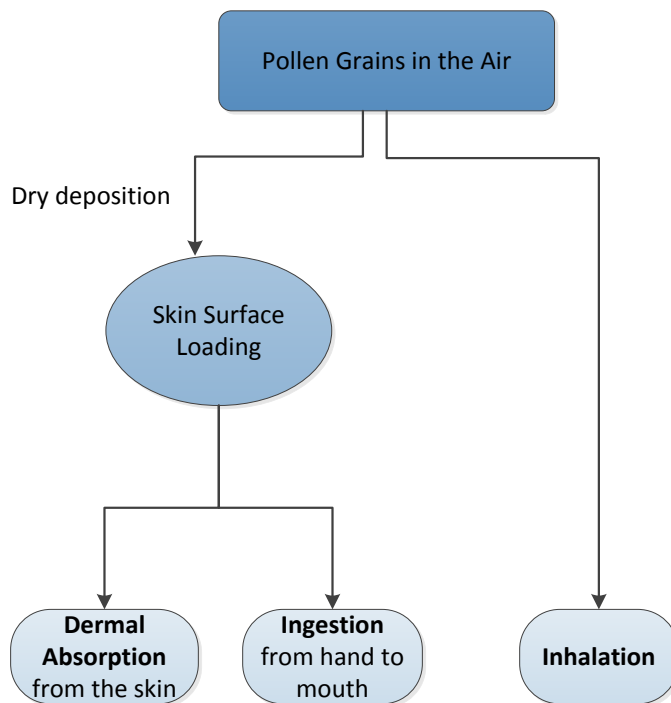 Pollen Grains in the Air
Dry deposition
Skin Surface
Loading
Dermal
Absorption
from the skin
Ingestion
from hand to
mouth
Inhalation